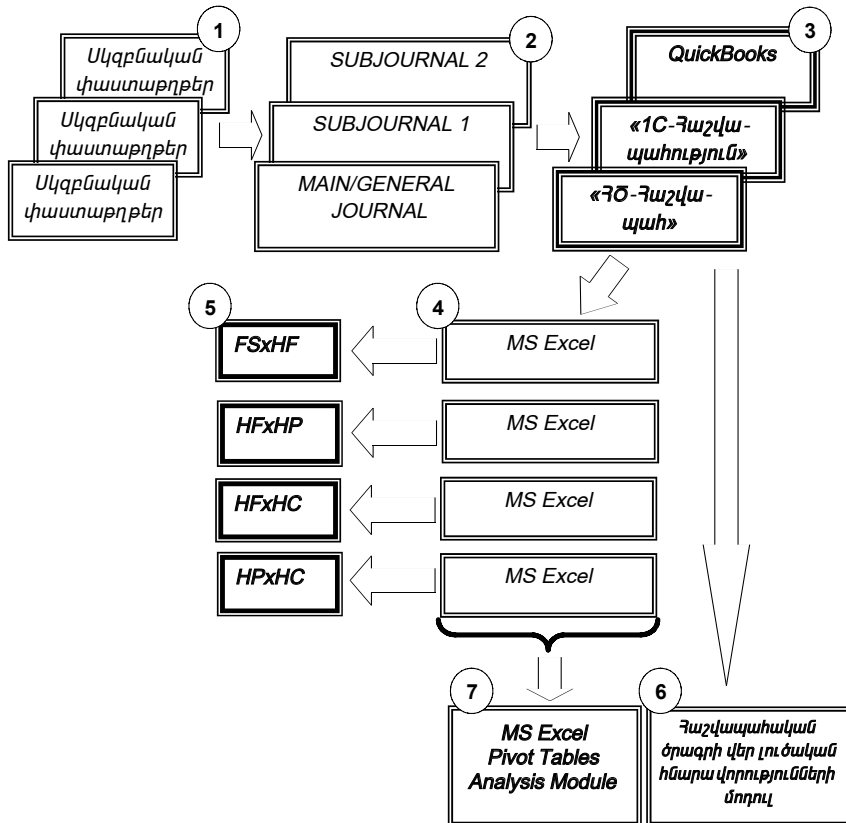 1
Սկզբնական
փաստաթղթեր
Սկզբնական
փաստաթղթեր
Սկզբնական
փաստաթղթեր
2
SUBJOURNAL 2
SUBJOURNAL 1
MAIN/GENERAL
JOURNAL
3
QuickBooks
«1C-Հաշվա-
պահություն»
«ՀԾ-Հաշվա-
պահ»
5
4
FSxHF
MS Excel
HFxHP
MS Excel
HFxHC
MS Excel
HPxHC
MS Excel
7
MS Excel
Pivot Tables
Analysis Module
6
Հաշվապահական
ծրագրի վեր լուծական
հնարա վորությունների
մոդուլ